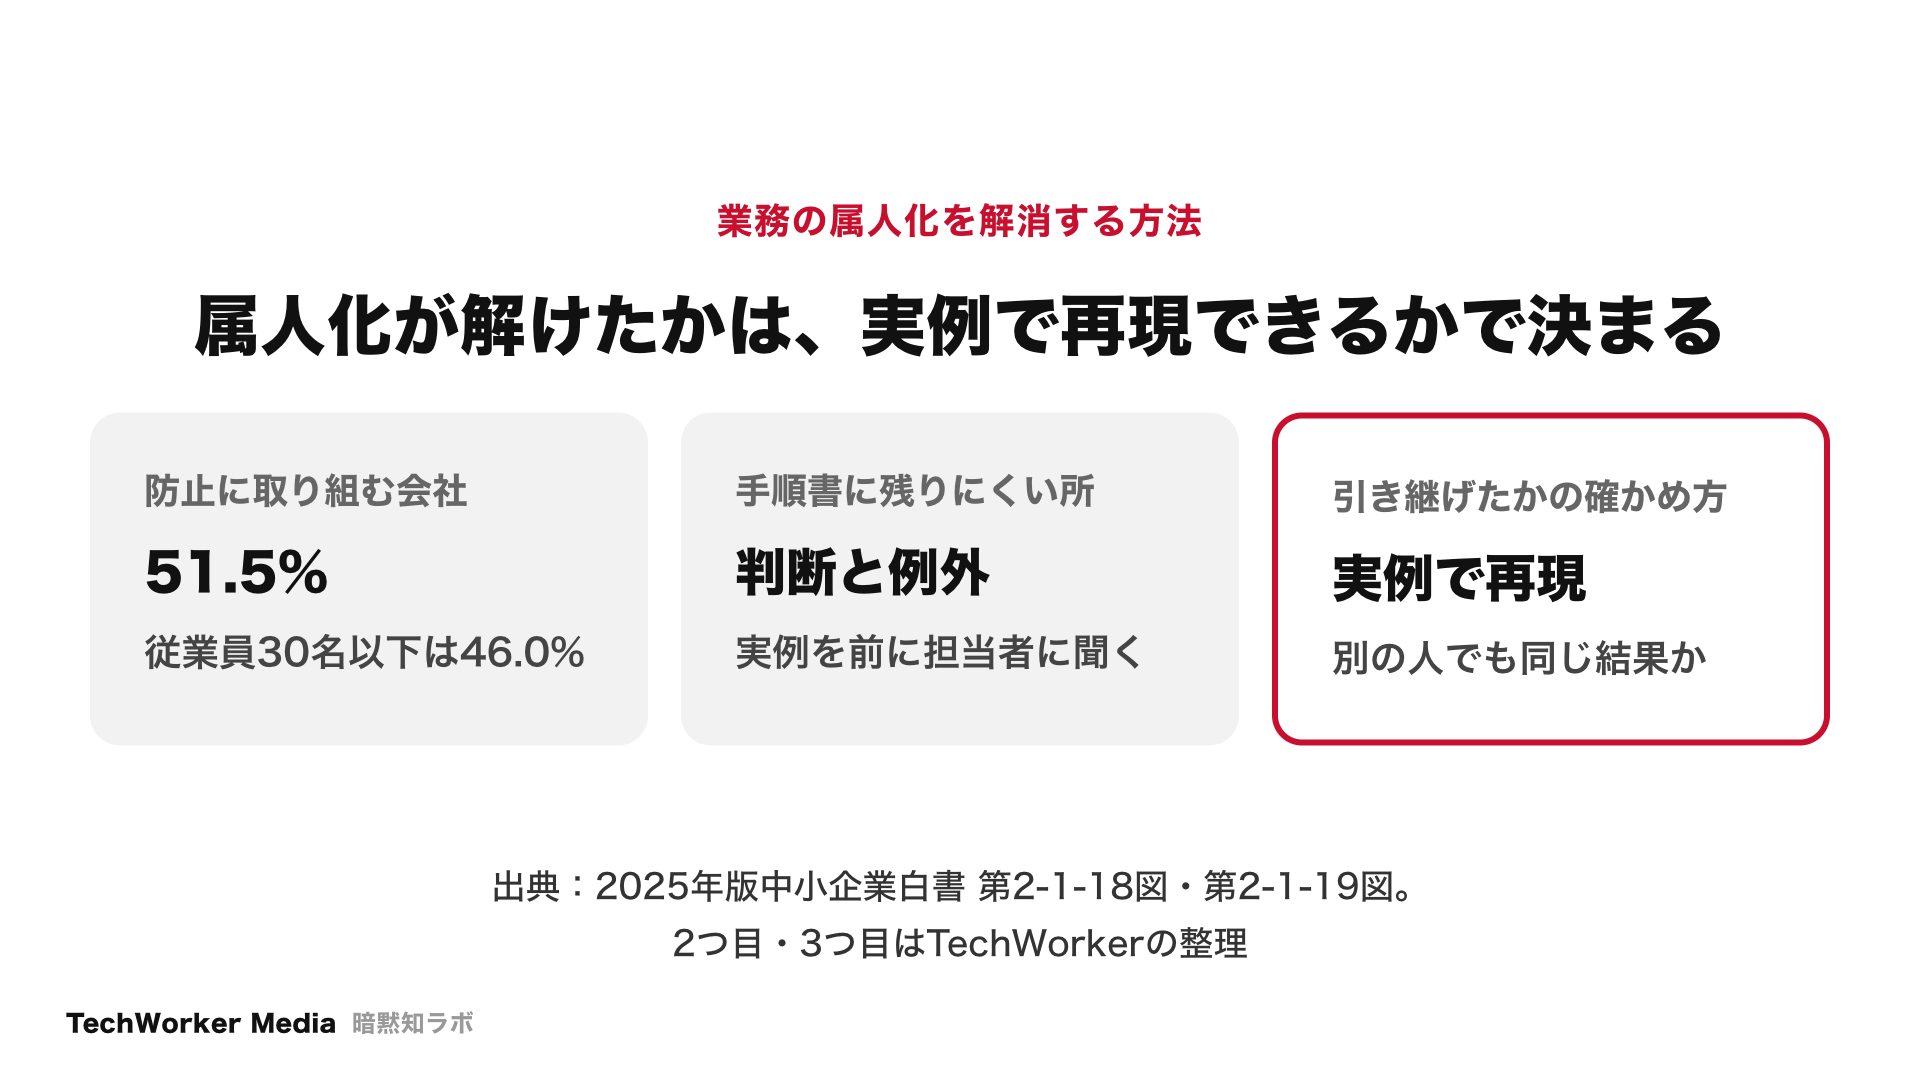 業務の属人化を解消する方法
属人化が解けたかは、実例で再現できるかで決まる
防止に取り組む会社
51.5%
従業員30名以下は46.0%
手順書に残りにくい所
判断と例外
実例を前に担当者に聞く
引き継げたかの確かめ方
実例で再現
別の人でも同じ結果か
出典：2025年版中小企業白書 第2-1-18図・第2-1-19図。
2つ目・3つ目はTechWorkerの整理
TechWorker Media 暗黙知ラボ